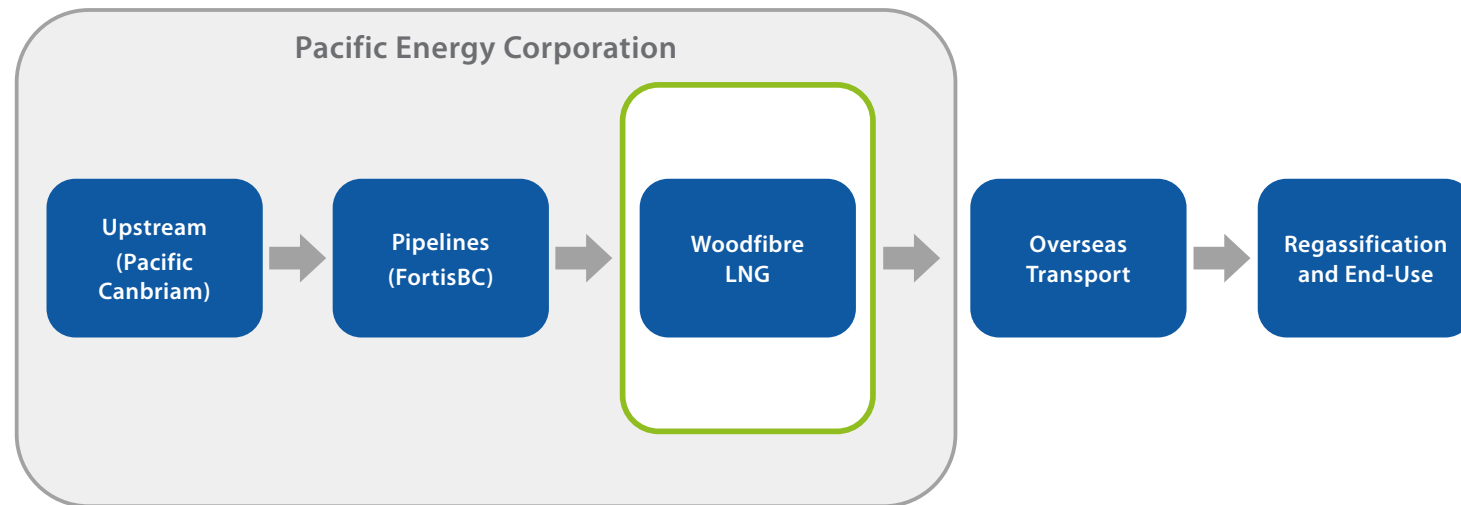 Pacific Energy Corporation
Upstream
(Pacific
Canbriam)
Pipelines
(FortisBC)
Woodfibre
LNG
Overseas
Transport
Regassification
and End-Use